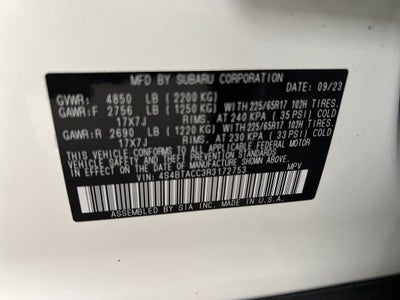 MFD BY SUBARU CORPORATION 09/23
GVWR: 4850 LB (2200 KG)
GAWR:F 2756 LB (1250 KG) WITH 225/65R17 102H TIRES.
17X7J RIMS. AT 240 KPA (35 PSI) COLD
GAWR:R 2690 LB (1220 KG) WITH 225/65R17 102H TIRES.
17X7J RIMS. AT 230 KPA (33 PSI) COLD
THIS VEHICLE CONFORMS TO ALL APPLICABLE FEDERAL MOTOR
VEHICLE SAFETY, BUMPER, AND THEFT PREVENTION STANDARDS
IN EFFECT ON THE DATE OF MANUFACTURE SHOWN ABOVE.
VIN: 4S4BTACC3R3172753 MPV
ASSEMBLED BY SIA INC. MADE IN U.S.A.